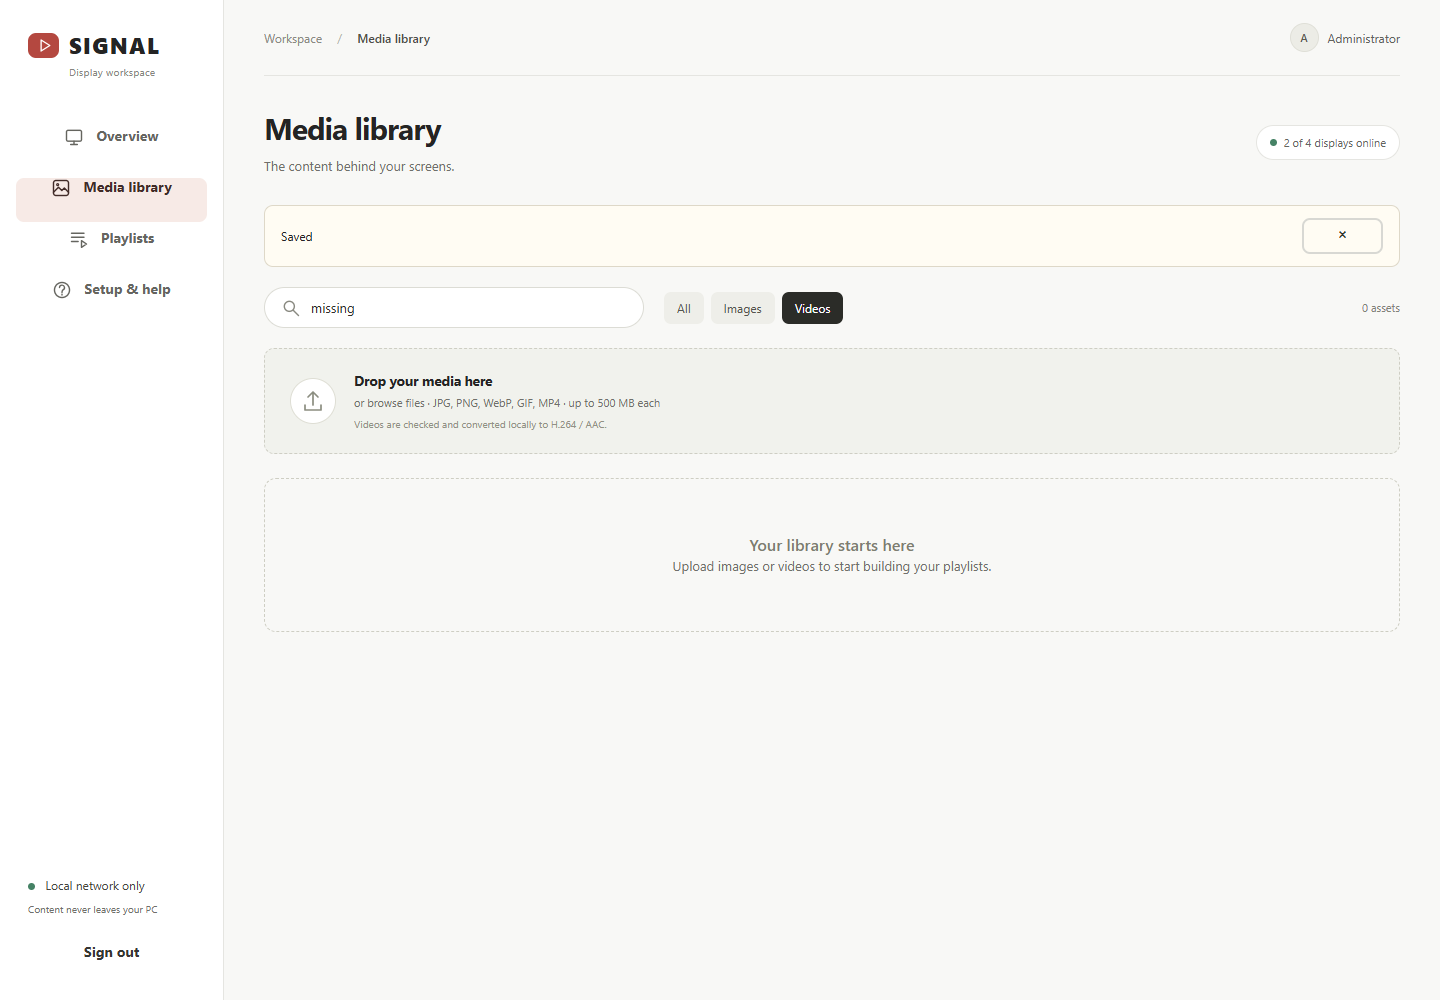 SIGNAL
Display workspace
Overview
Media library
Playlists
Setup & help
Local network only
Content never leaves your PC
Sign out
Workspace / Media library
A Administrator
Media library
The content behind your screens.
2 of 4 displays online
Saved
×
missing
All Images Videos
0 assets
Drop your media here
or browse files · JPG, PNG, WebP, GIF, MP4 · up to 500 MB each
Videos are checked and converted locally to H.264 / AAC.
Your library starts here
Upload images or videos to start building your playlists.